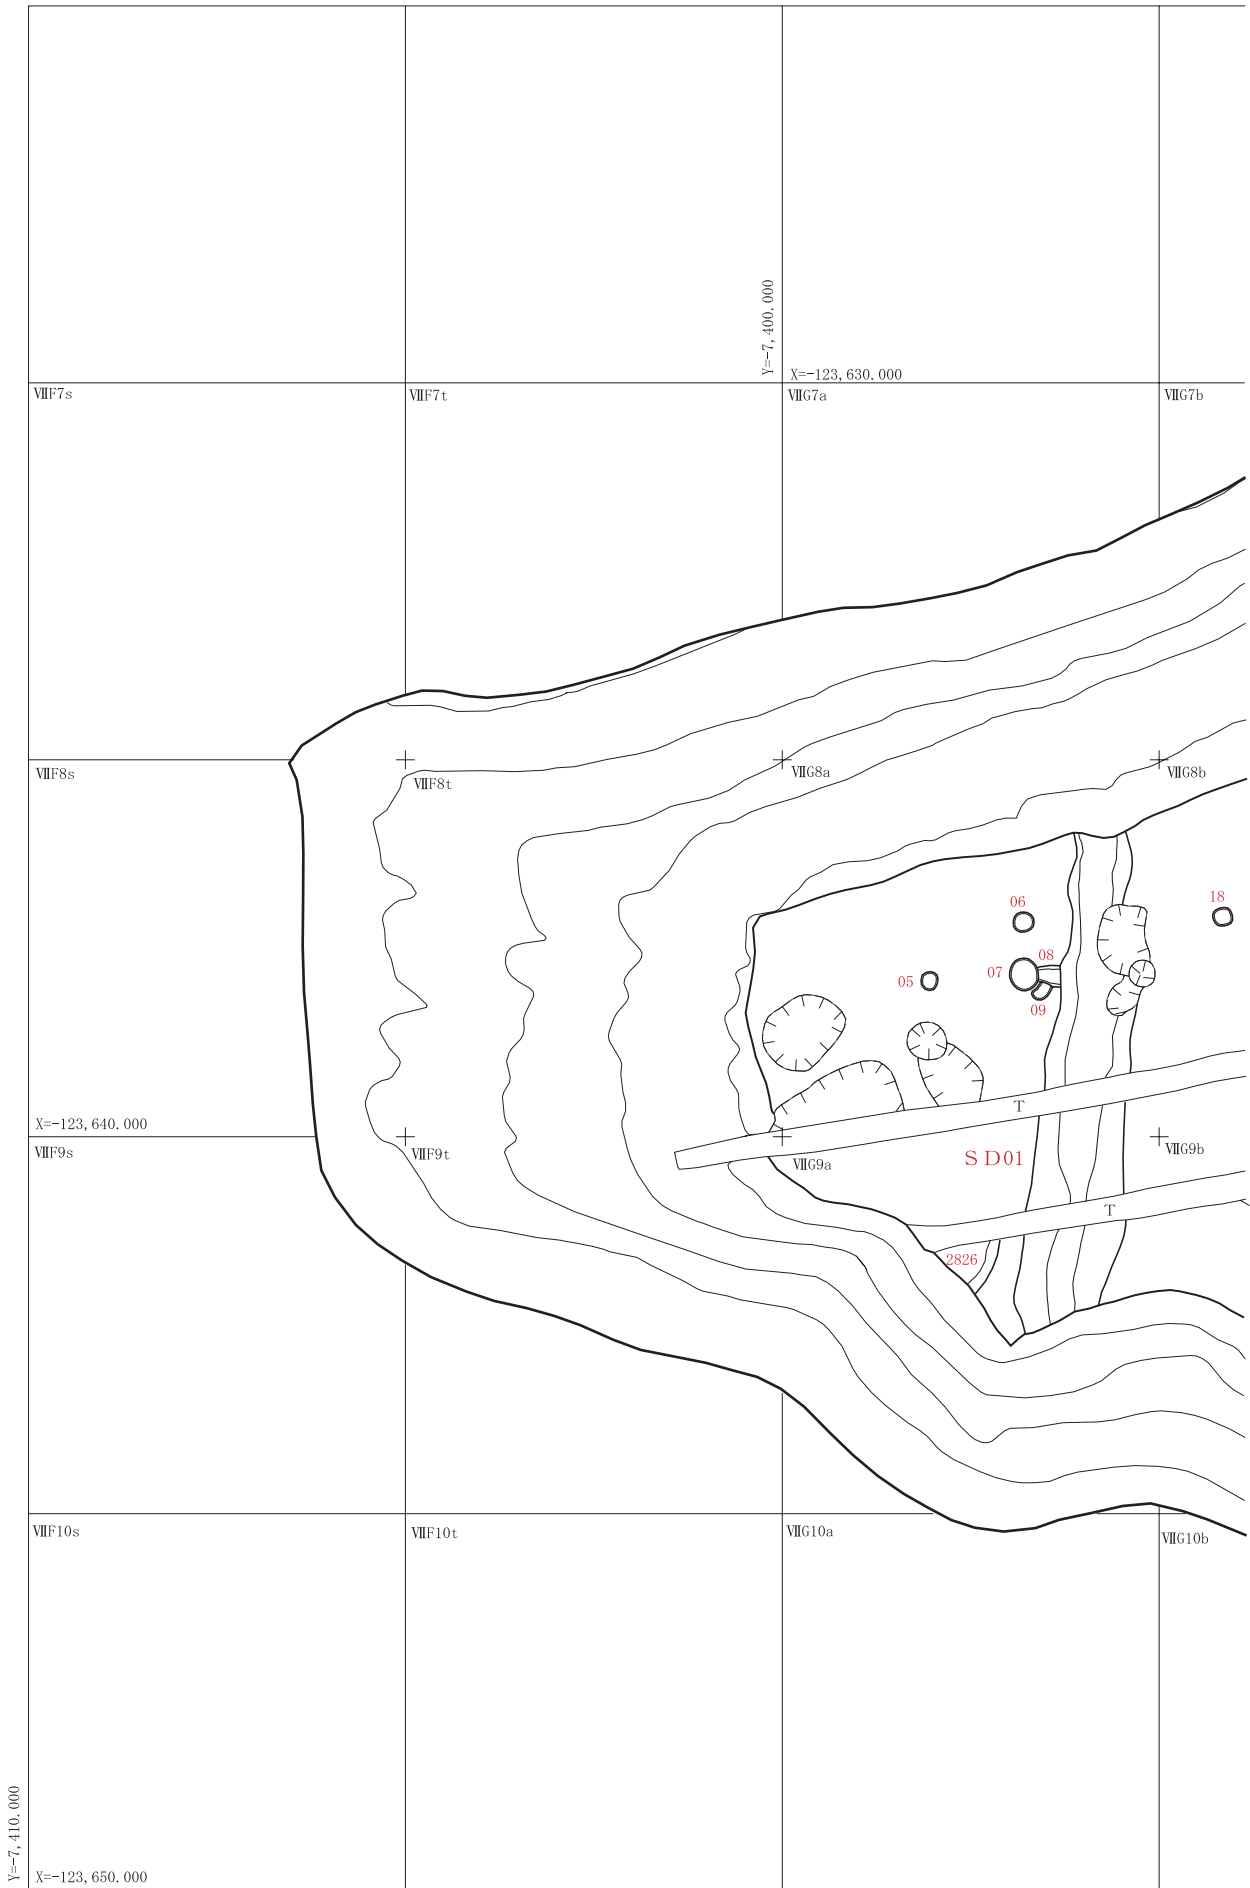 Y=-7,400.000
X=-123,630.000
ⅦF7s
ⅦF7t
ⅦG7a
ⅦG7b
ⅦF8s
ⅦF8t
ⅦG8a
ⅦG8b
06
18
08
07
05
09
T
X=-123,640.000
ⅦF9s
ⅦF9t
ⅦG9a
SD01
ⅦG9b
T
2826
ⅦF10s
ⅦF10t
ⅦG10a
ⅦG10b
Y=-7,410.000
X=-123,650.000